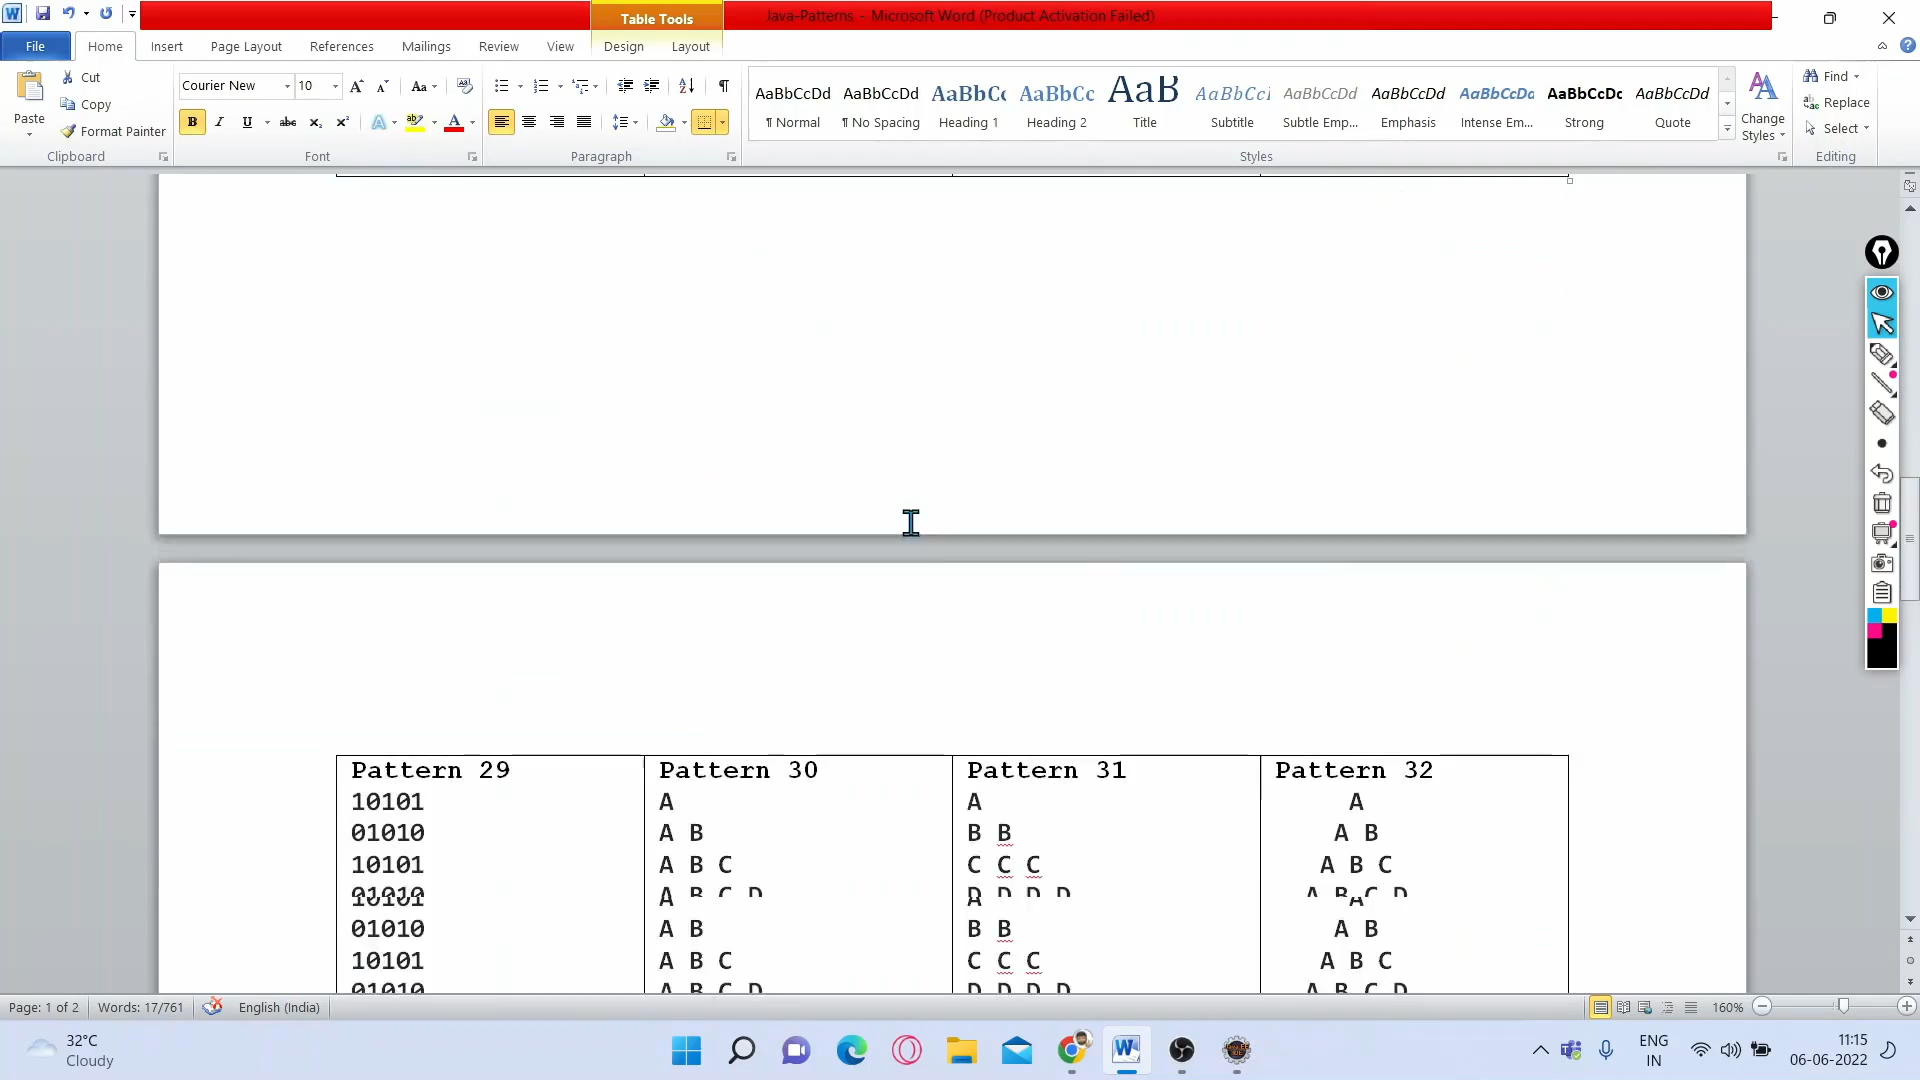 Table Tools
Java-Patterns - Microsoft Word (Product Activation Failed)
File Home Insert Page Layout References Mailings Review View Design Layout
Paste
Cut
Copy
Format Painter
Clipboard
Courier New 10
Font
Paragraph
AaBbCcDd AaBbCcDd AaBbCc AaBbCc AaB AaBbCcI AaBbCcDd AaBbCcDd AaBbCcDd AaBbCcDc AaBbCcDd
¶ Normal ¶ No Spacing Heading 1 Heading 2 Title Subtitle Subtle Emp... Emphasis Intense Em... Strong Quote
Styles
Change Styles
Find
Replace
Select
Editing
Pattern 29 Pattern 30 Pattern 31 Pattern 32
10101 A A A
01010 A B B B A B
10101 A B C C C C A B C
01010 A B C D D D D D A B C D
10101 A A A
01010 A B B B A B
10101 A B C C C C A B C
01010 A B C D D D D D A B C D
Page: 1 of 2 Words: 17/761 English (India) 160%
32°C
Cloudy
ENG
IN
11:15
06-06-2022